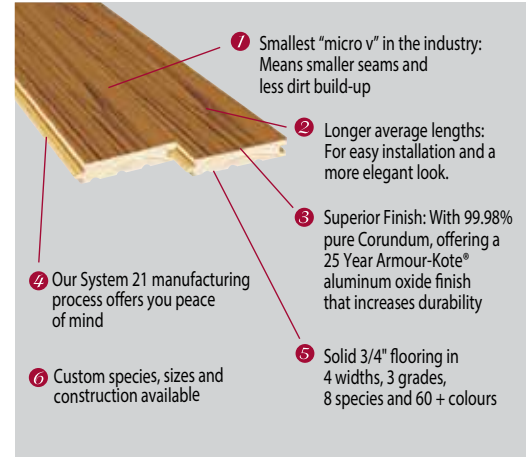 1 Smallest “micro v” in the industry:
Means smaller seams and
less dirt build-up
2 Longer average lengths:
For easy installation and a
more elegant look.
3 Superior Finish: With 99.98%
pure Corundum, offering a
25 Year Armour-Kote®
aluminum oxide finish
that increases durability
4 Our System 21 manufacturing
process offers you peace
of mind
5 Solid 3/4" flooring in
4 widths, 3 grades,
8 species and 60 + colours
6 Custom species, sizes and
construction available